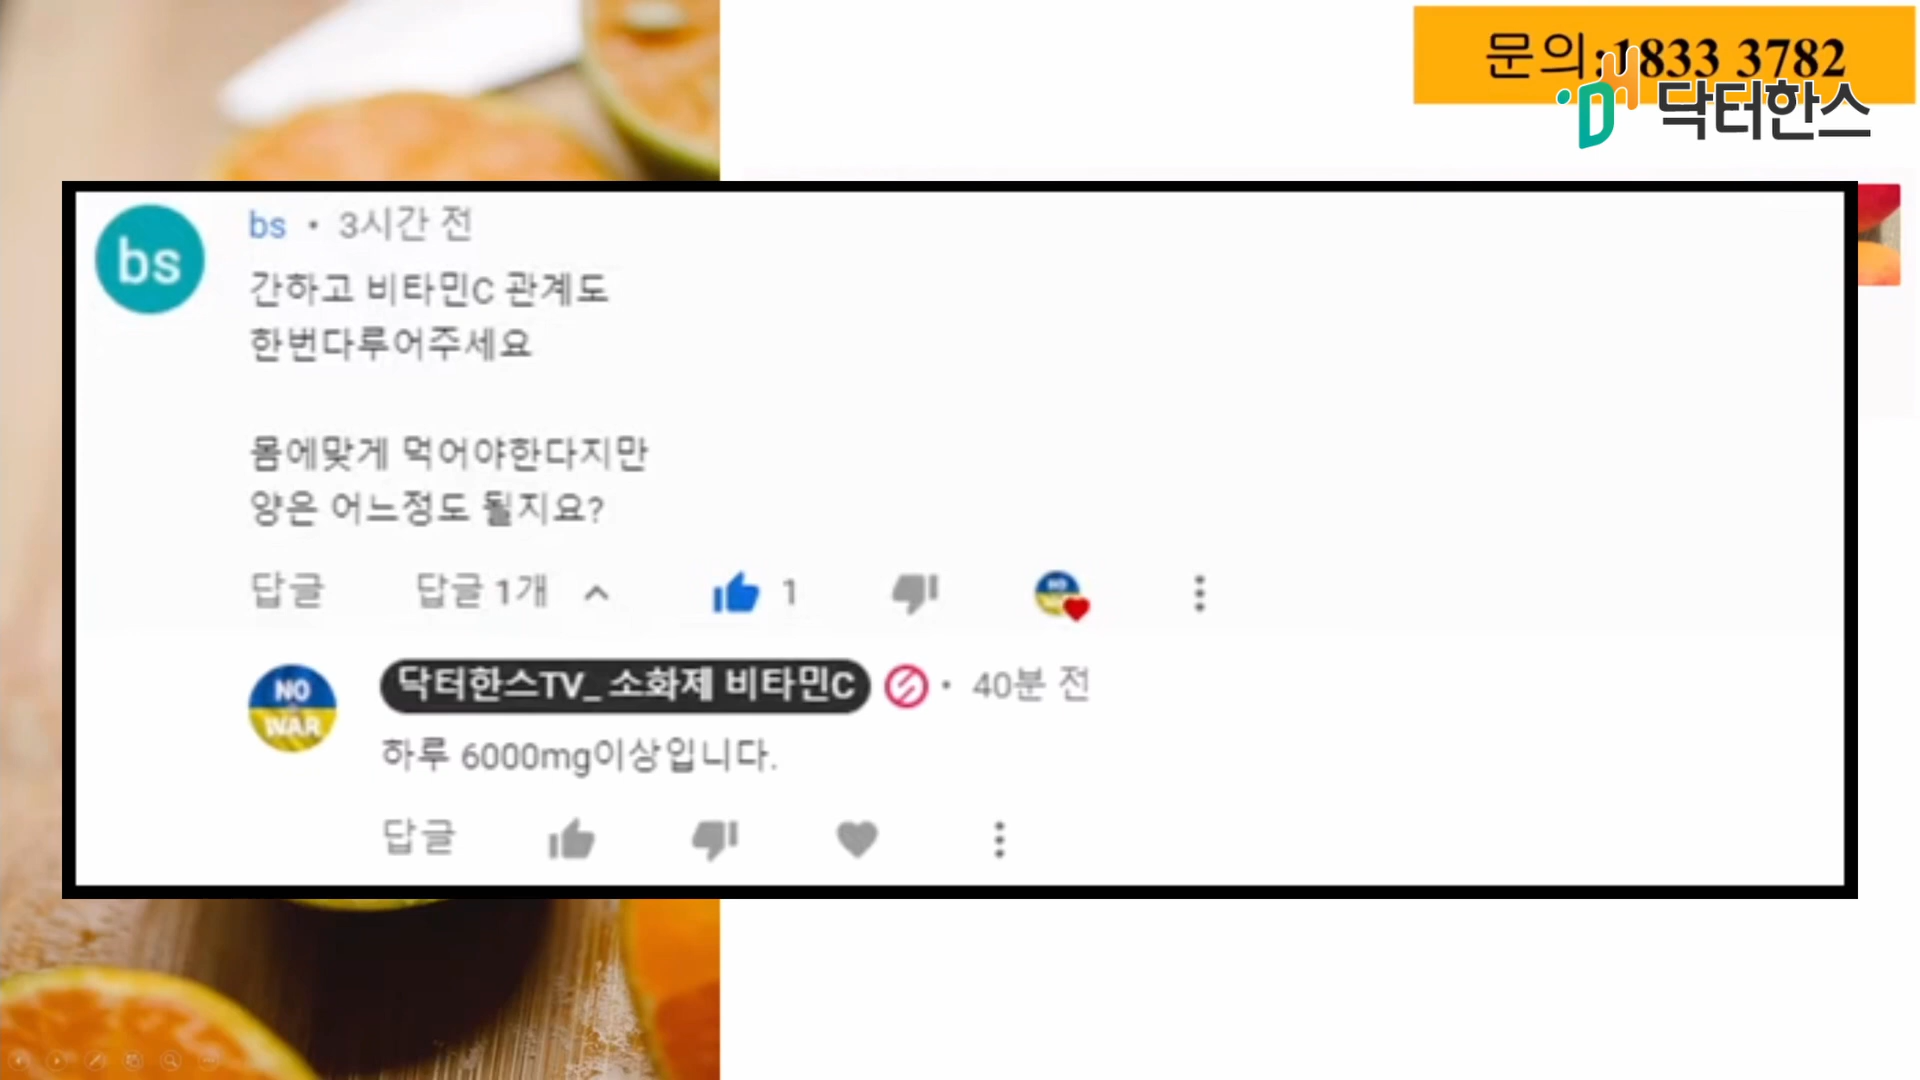 문의:1833 3782
닥터한스
bs
bs • 3시간 전
간하고 비타민C 관계도
한번다루어주세요
몸에맞게 먹어야한다지만
양은 어느정도 될지요?
답글 답글 1개 1
NO WAR
닥터한스TV_ 소화제 비타민C • 40분 전
하루 6000mg이상입니다.
답글